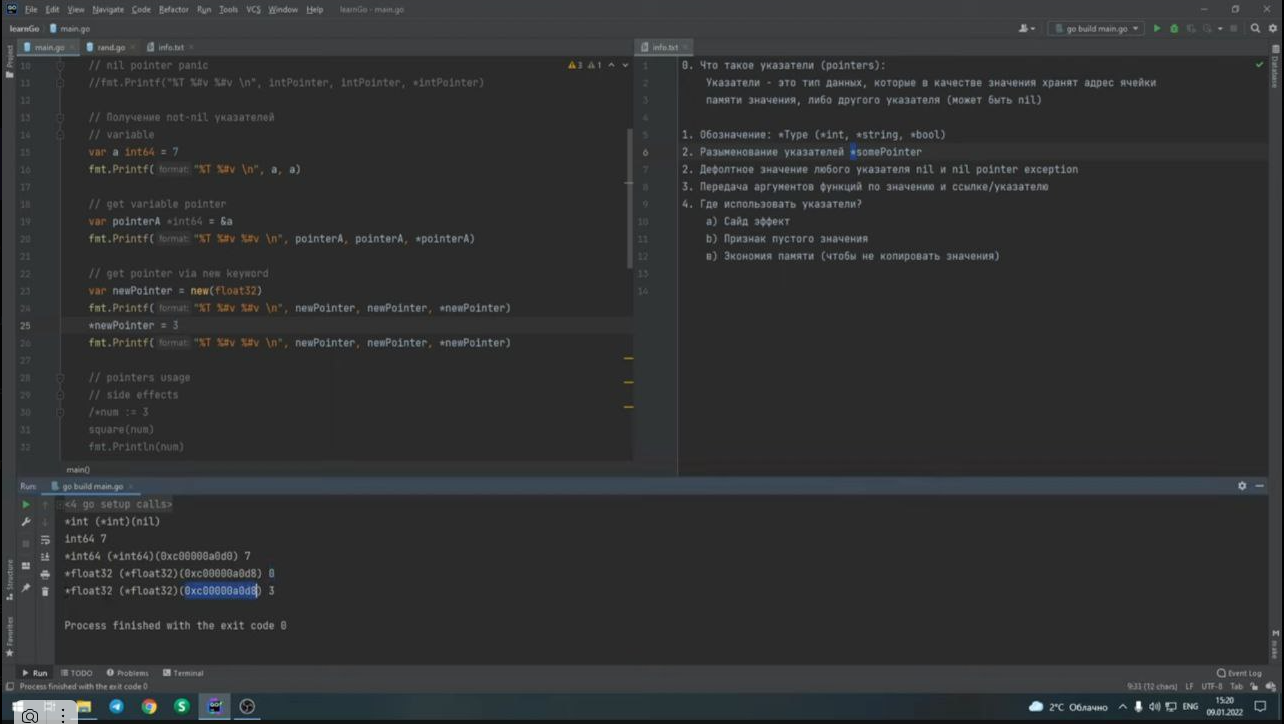 File Edit View Navigate Code Refactor Run Tools VCS Window Help learnGo - main.go
learnGo main.go go build main.go
main.go rand.go info.txt
10 // nil pointer panic 3 1
11 //fmt.Printf("%T %#v %#v \n", intPointer, intPointer, *intPointer)
12
13 // Получение not-nil указателей
14 // variable
15 var a int64 = 7
16 fmt.Printf( format: "%T %#v \n", a, a)
17
18 // get variable pointer
19 var pointerA *int64 = &a
20 fmt.Printf( format: "%T %#v %#v \n", pointerA, pointerA, *pointerA)
21
22 // get pointer via new keyword
23 var newPointer = new(float32)
24 fmt.Printf( format: "%T %#v %#v \n", newPointer, newPointer, *newPointer)
25 *newPointer = 3
26 fmt.Printf( format: "%T %#v %#v \n", newPointer, newPointer, *newPointer)
27
28 // pointers usage
29 // side effects
30 /*num := 3
31 square(num)
32 fmt.Println(num)
main()
info.txt
1 0. Что такое указатели (pointers):
2 Указатели - это тип данных, которые в качестве значения хранят адрес ячейки
3 памяти значения, либо другого указателя (может быть nil)
4
5 1. Обозначение: *Type (*int, *string, *bool)
6 2. Разыменование указателей *somePointer
7 2. Дефолтное значение любого указателя nil и nil pointer exception
8 3. Передача аргументов функций по значению и ссылке/указателю
9 4. Где использовать указатели?
10 a) Сайд эффект
11 b) Признак пустого значения
12 в) Экономия памяти (чтобы не копировать значения)
13
14
Project
Database
Run: go build main.go
<4 go setup calls>
*int (*int)(nil)
int64 7
*int64 (*int64)(0xc00000a0d0) 7
*float32 (*float32)(0xc00000a0d8) 0
*float32 (*float32)(0xc00000a0d8) 3
Process finished with the exit code 0
Structure
Favorites
Run TODO Problems Terminal Event Log
Process finished with the exit code 0 9:31 (12 chars) LF UTF-8 Tab
2°C Облачно ENG 15:20
09.01.2022